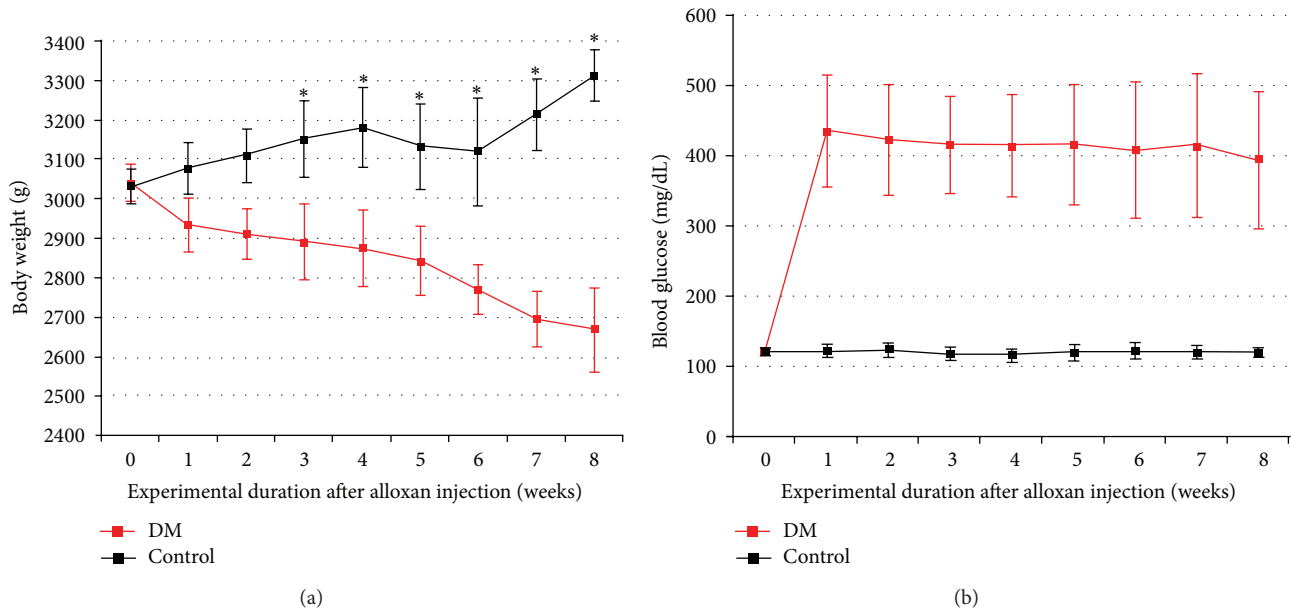 3400
3300
3200
3100
3000
2900
2800
2700
2600
2500
2400
Body weight (g)
* * * * * *
0 1 2 3 4 5 6 7 8
Experimental duration after alloxan injection (weeks)
DM
Control
(a)
600
500
400
300
200
100
0
Blood glucose (mg/dL)
0 1 2 3 4 5 6 7 8
Experimental duration after alloxan injection (weeks)
DM
Control
(b)